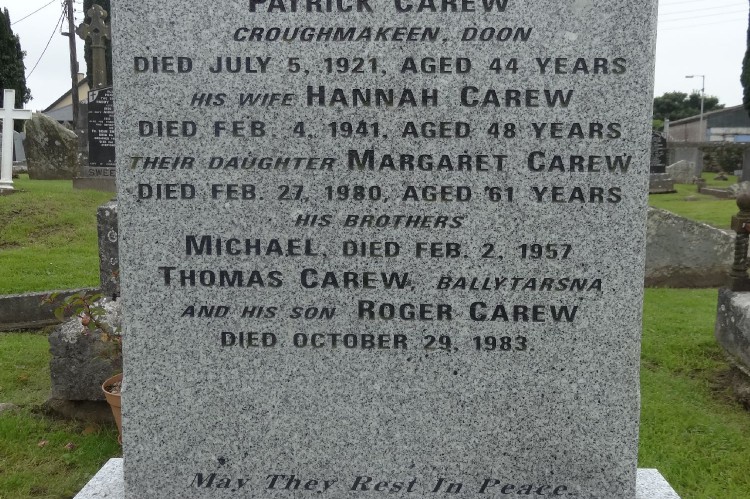 PATRICK CAREW
CROUGHMAKEEN, DOON
DIED JULY 5, 1921, AGED 44 YEARS
HIS WIFE HANNAH CAREW
DIED FEB. 4, 1941, AGED 48 YEARS
THEIR DAUGHTER MARGARET CAREW
DIED FEB. 27, 1980, AGED 61 YEARS
HIS BROTHERS
MICHAEL, DIED FEB. 2, 1957
THOMAS CAREW, BALLYTARSNA
AND HIS SON ROGER CAREW
DIED OCTOBER 29, 1983.
May They Rest In Peace